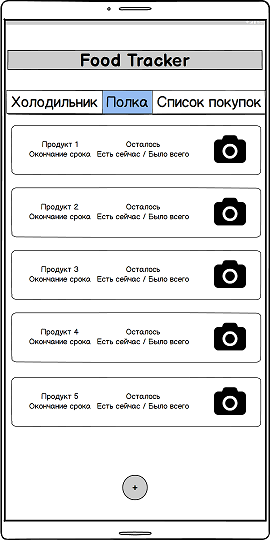 Food Tracker
Холодильник Полка Список покупок
Продукт 1 Осталось
Окончание срока Есть сейчас / Было всего
Продукт 2 Осталось
Окончание срока Есть сейчас / Было всего
Продукт 3 Осталось
Окончание срока Есть сейчас / Было всего
Продукт 4 Осталось
Окончание срока Есть сейчас / Было всего
Продукт 5 Осталось
Окончание срока Есть сейчас / Было всего
+